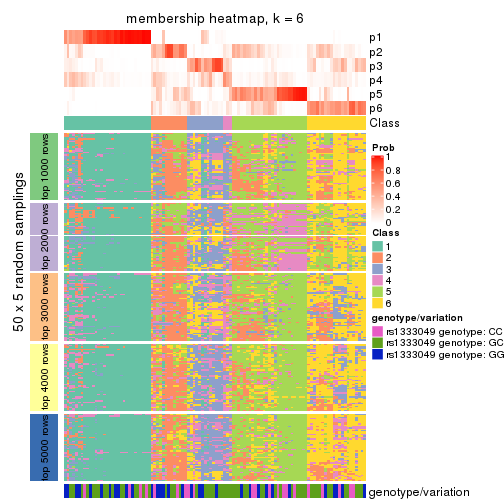 membership heatmap, k = 6
p1
p2
p3
p4
p5
p6
Class
50 x 5 random samplings
top 1000 rows
top 2000 rows
top 3000 rows
top 4000 rows
top 5000 rows
Prob
1
0.8
0.6
0.4
0.2
0
Class
1
2
3
4
5
6
genotype/variation
rs1333049 genotype: CC
rs1333049 genotype: GC
rs1333049 genotype: GG
genotype/variation